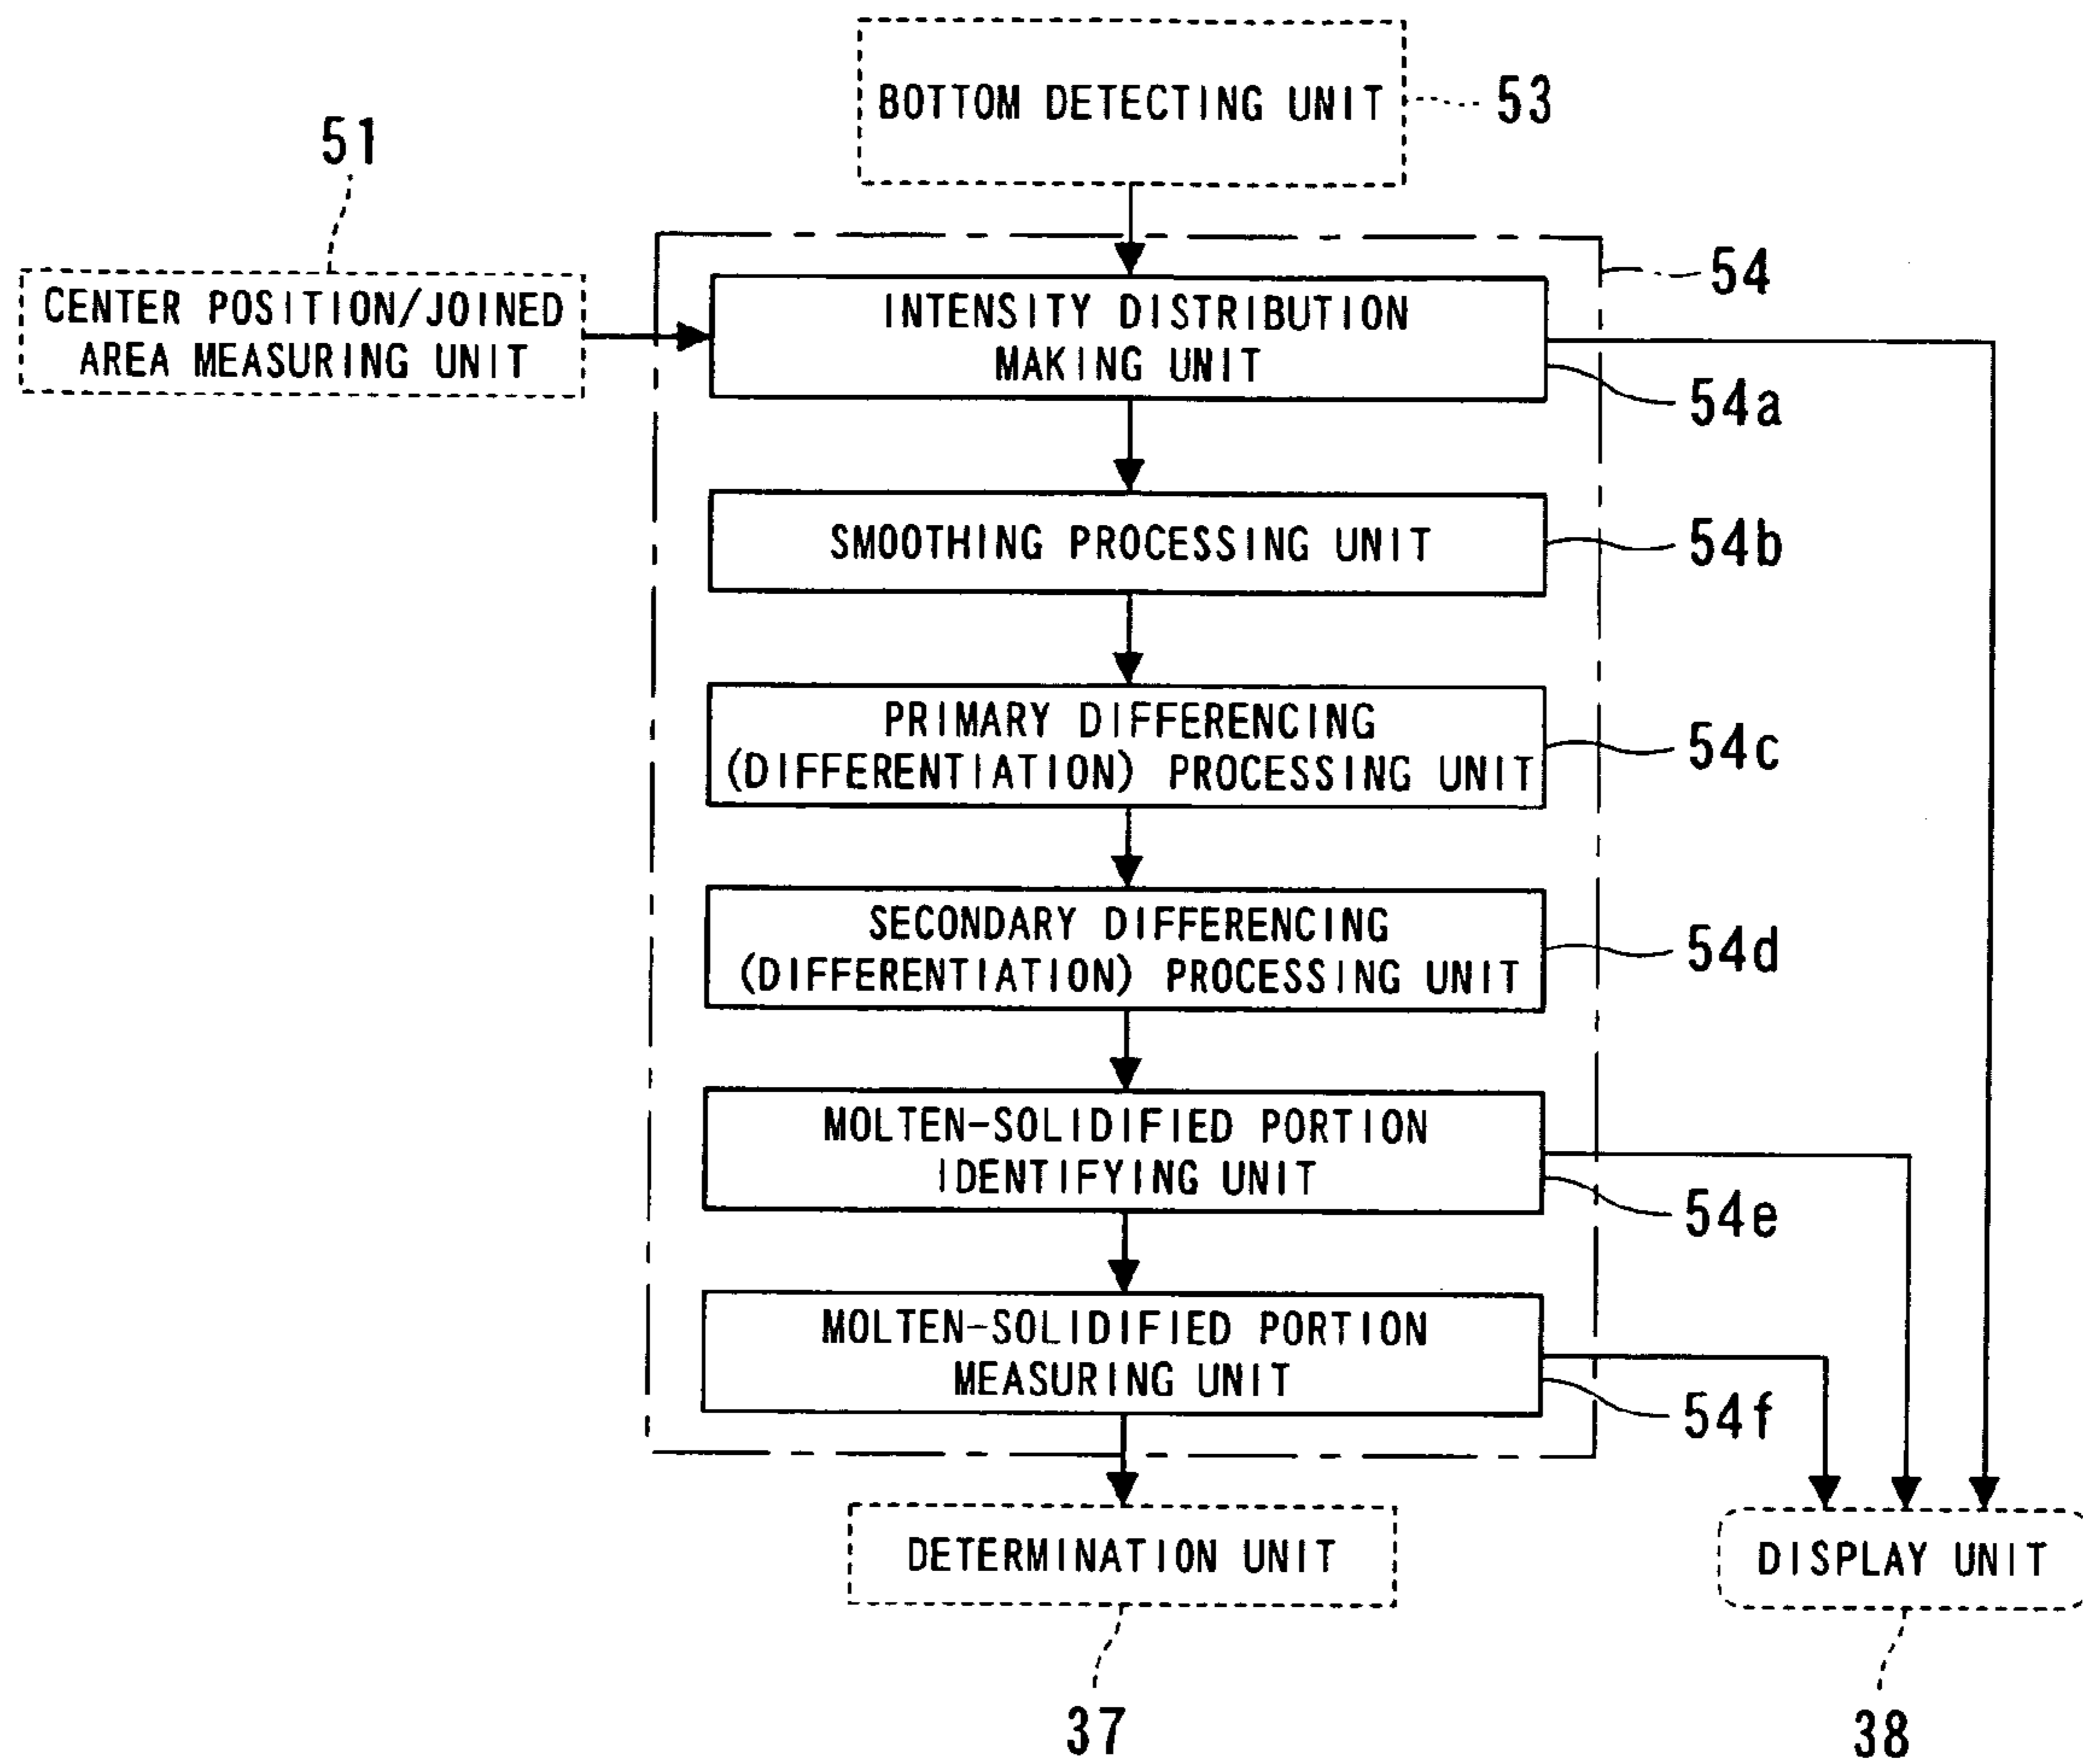 BOTTOM DETECTING UNIT
53
51
CENTER POSITION/JOINED
AREA MEASURING UNIT
54
INTENSITY DISTRIBUTION
MAKING UNIT
54a
SMOOTHING PROCESSING UNIT
54b
PRIMARY DIFFERENCING
(DIFFERENTIATION) PROCESSING UNIT
54c
SECONDARY DIFFERENCING
(DIFFERENTIATION) PROCESSING UNIT
54d
MOLTEN-SOLIDIFIED PORTION
IDENTIFYING UNIT
54e
MOLTEN-SOLIDIFIED PORTION
MEASURING UNIT
54f
DETERMINATION UNIT
37
DISPLAY UNIT
38